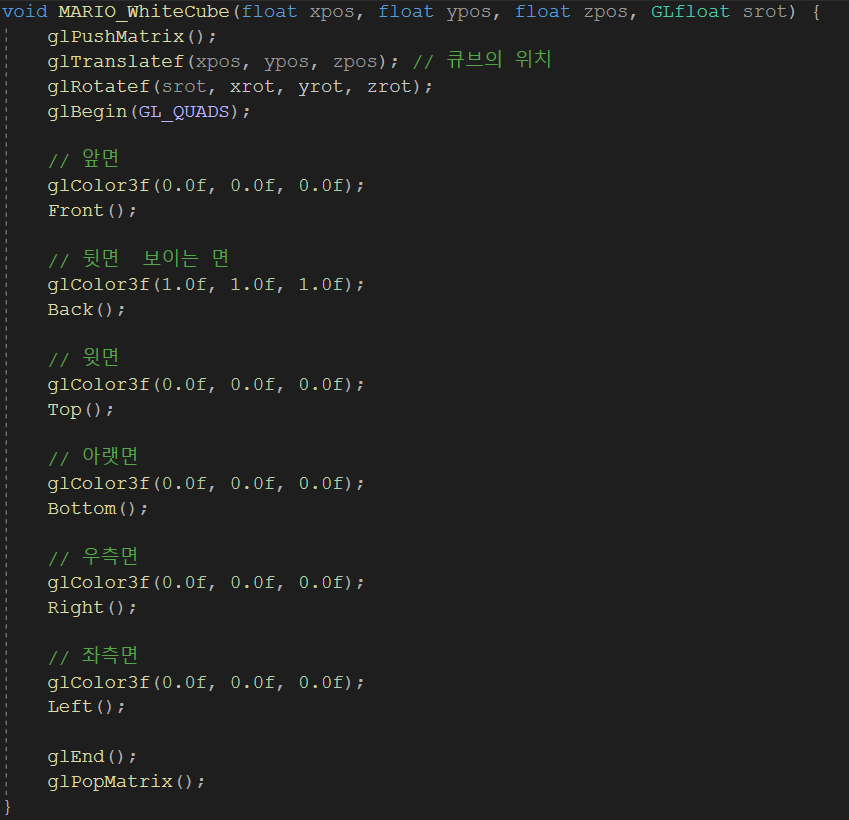 void MARIO_WhiteCube(float xpos, float ypos, float zpos, GLfloat srot) {
glPushMatrix();
glTranslatef(xpos, ypos, zpos); // 큐브의 위치
glRotatef(srot, xrot, yrot, zrot);
glBegin(GL_QUADS);
// 앞면
glColor3f(0.0f, 0.0f, 0.0f);
Front();
// 뒷면  보이는 면
glColor3f(1.0f, 1.0f, 1.0f);
Back();
// 윗면
glColor3f(0.0f, 0.0f, 0.0f);
Top();
// 아랫면
glColor3f(0.0f, 0.0f, 0.0f);
Bottom();
// 우측면
glColor3f(0.0f, 0.0f, 0.0f);
Right();
// 좌측면
glColor3f(0.0f, 0.0f, 0.0f);
Left();
glEnd();
glPopMatrix();
}